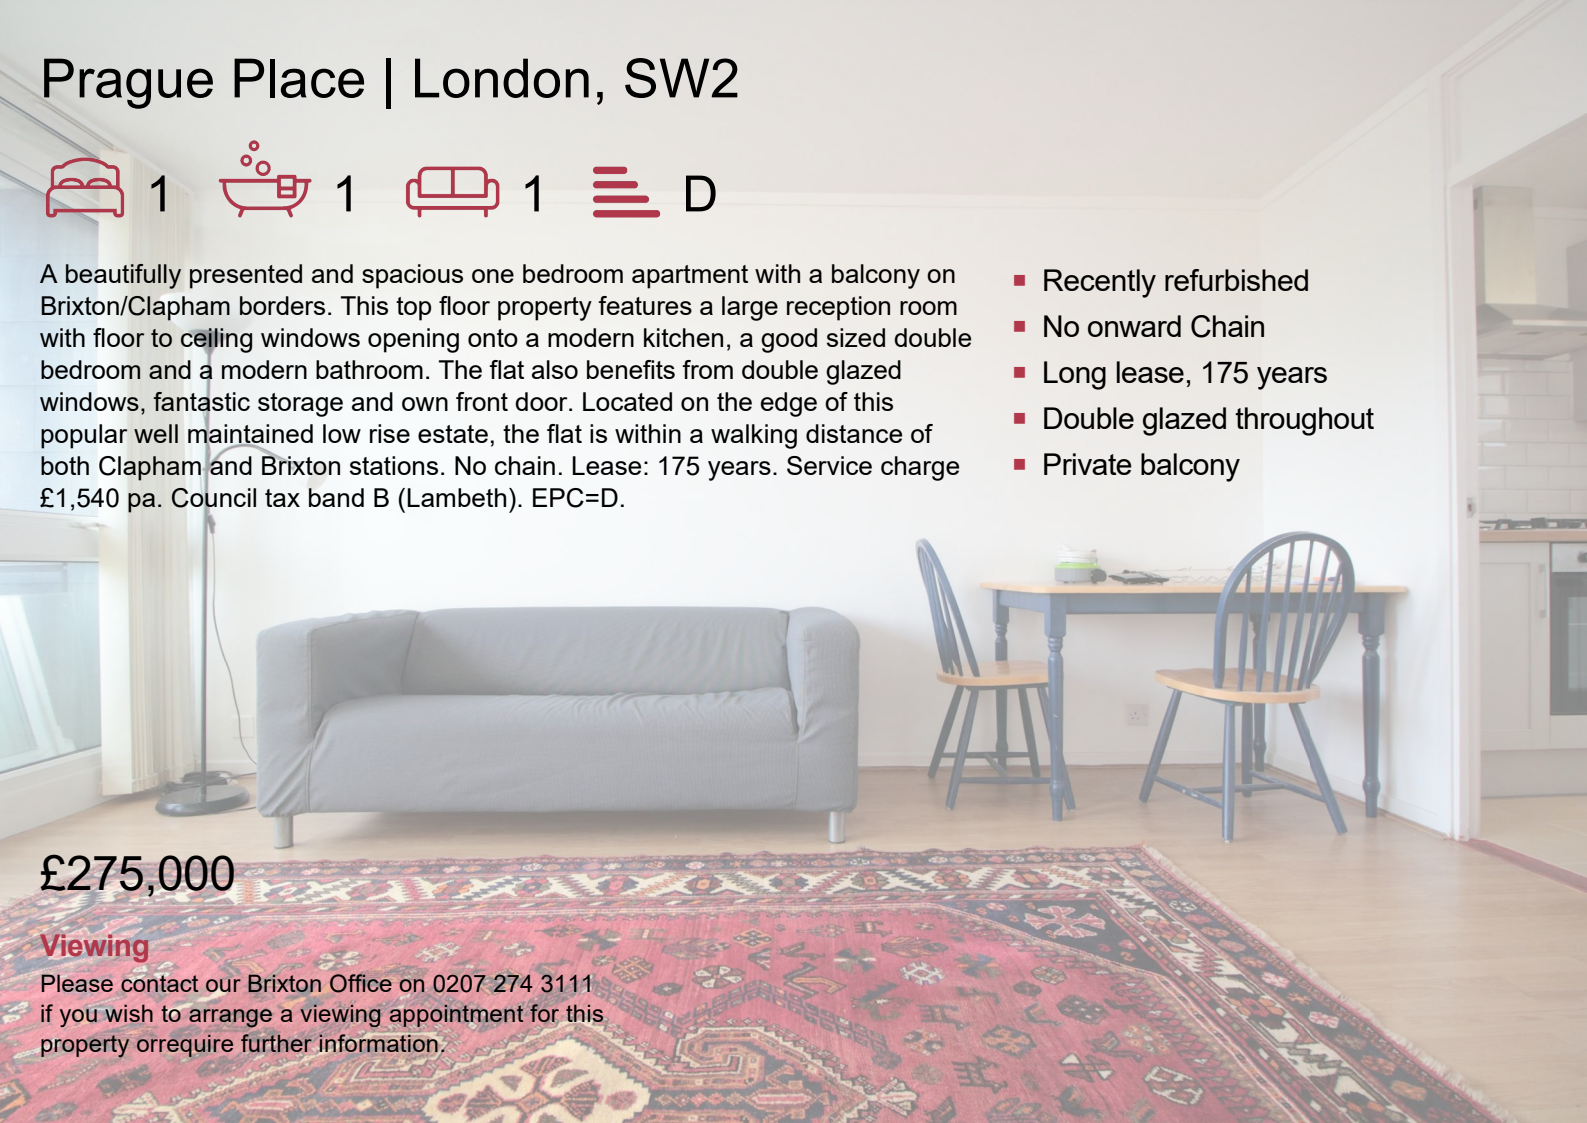 Prague Place | London, SW2
1 1 1 D
A beautifully presented and spacious one bedroom apartment with a balcony on
Brixton/Clapham borders. This top floor property features a large reception room
with floor to ceiling windows opening onto a modern kitchen, a good sized double
bedroom and a modern bathroom. The flat also benefits from double glazed
windows, fantastic storage and own front door. Located on the edge of this
popular well maintained low rise estate, the flat is within a walking distance of
both Clapham and Brixton stations. No chain. Lease: 175 years. Service charge
£1,540 pa. Council tax band B (Lambeth). EPC=D.
Recently refurbished
No onward Chain
Long lease, 175 years
Double glazed throughout
Private balcony
£275,000
Viewing
Please contact our Brixton Office on 0207 274 3111
if you wish to arrange a viewing appointment for this
property orrequire further information.